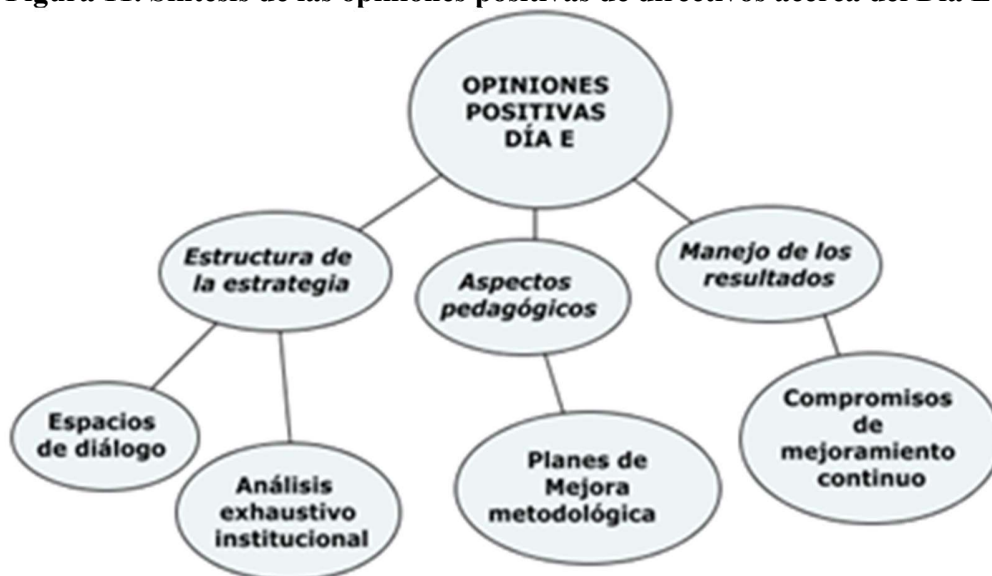 Figura 11. Síntesis de las opiniones positivas de directivos acerca del Día E
OPINIONES
POSITIVAS
DÍA E
Estructura de
la estrategia
Aspectos
pedagógicos
Manejo de los
resultados
Espacios
de diálogo
Análisis
exhaustivo
institucional
Planes de
Mejora
metodológica
Compromisos
de
mejoramiento
continuo